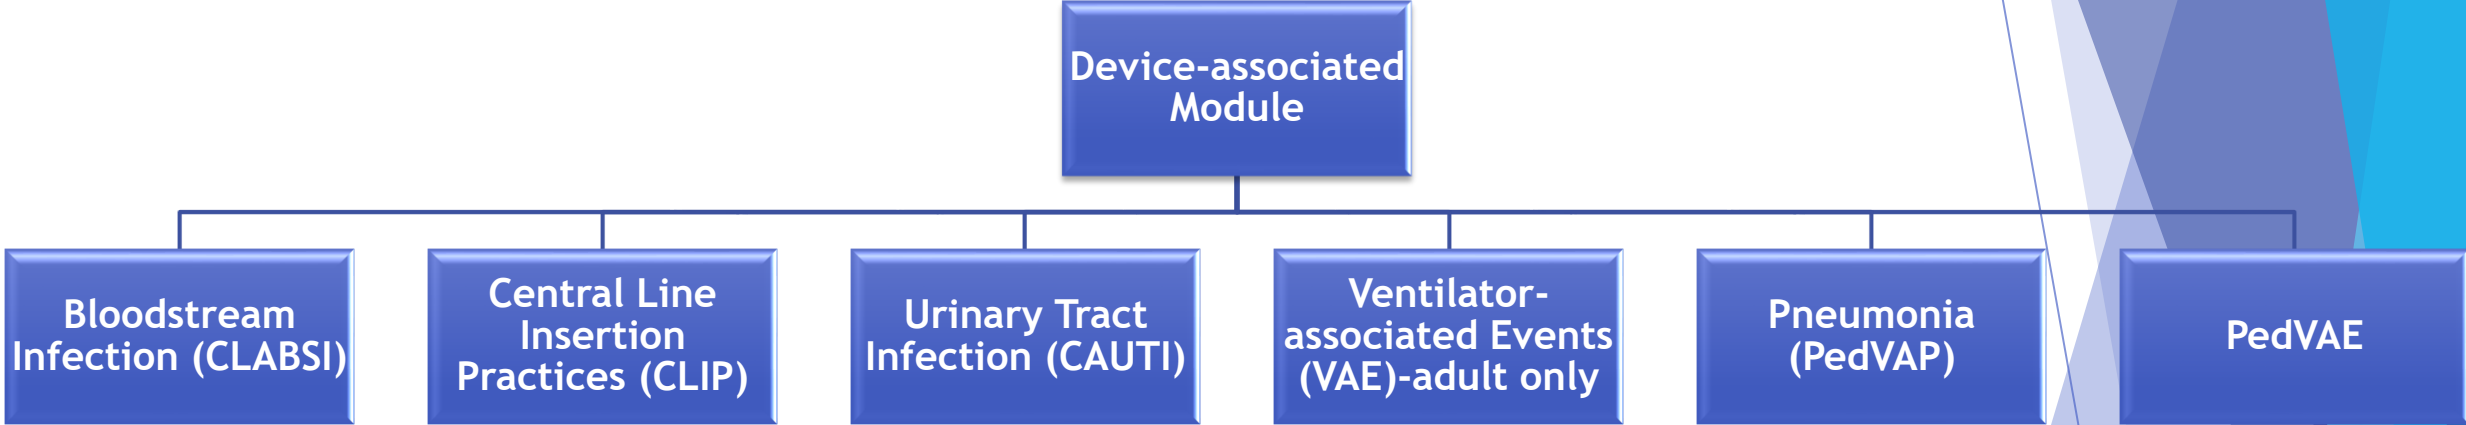 Device-associated
Module
Bloodstream
Infection (CLABSI)
Central Line
Insertion
Practices (CLIP)
Urinary Tract
Infection (CAUTI)
Ventilator-
associated Events
(VAE)-adult only
Pneumonia
(PedVAP)
PedVAE